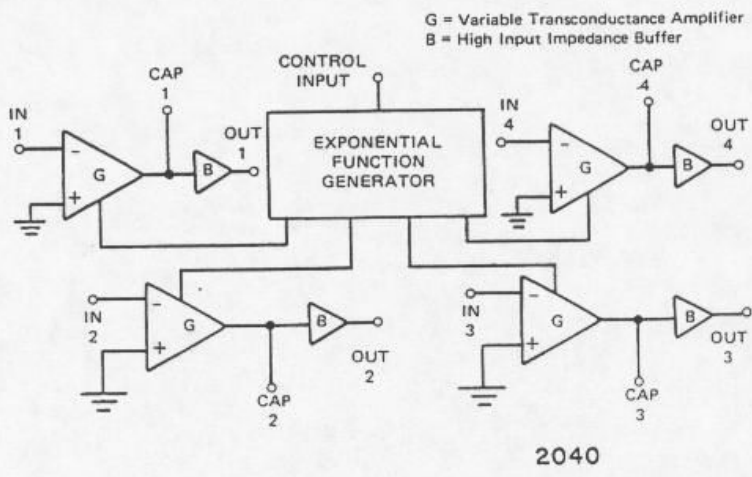 G = Variable Transconductance Amplifier
B = High Input Impedance Buffer
CAP
1
CONTROL
INPUT
CAP
4
IN
1
OUT
1
IN
4
OUT
4
EXPONENTIAL
FUNCTION
GENERATOR
-
G
+
B
-
G
+
B
IN
2
-
G
+
B
OUT
2
CAP
2
IN
3
-
G
+
B
OUT
3
CAP
3
2040